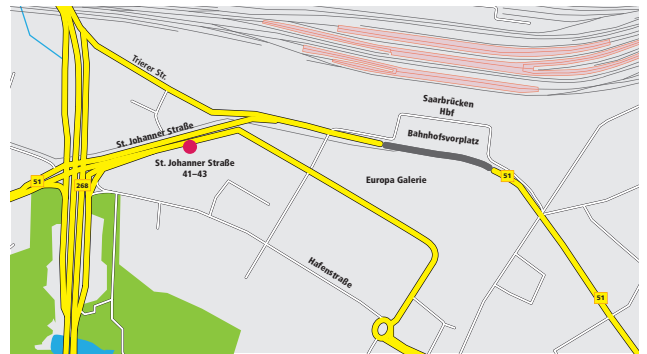 Trierer Str.
Saarbrücken
Hbf
St. Johanner Straße
Bahnhofsvorplatz
St. Johanner Straße
41–43
Europa Galerie
51
51
268
Hafenstraße
51